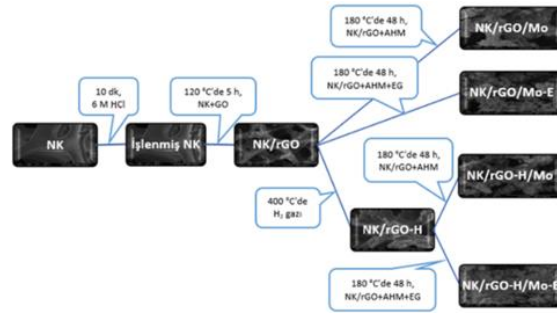 180 °C'de 48 h,
NK/rGO+AHM
NK/rGO/Mo
10 dk,
6 M HCl
120 °C'de 5 h,
NK+GO
180 °C'de 48 h,
NK/rGO+AHM+EG
NK/rGO/Mo-E
NK
İşlenmiş NK
NK/rGO
180 °C'de 48 h,
NK/rGO+AHM
NK/rGO-H/Mo
400 °C'de
H₂ gazı
NK/rGO-H
180 °C'de 48 h,
NK/rGO+AHM+EG
NK/rGO-H/Mo-E